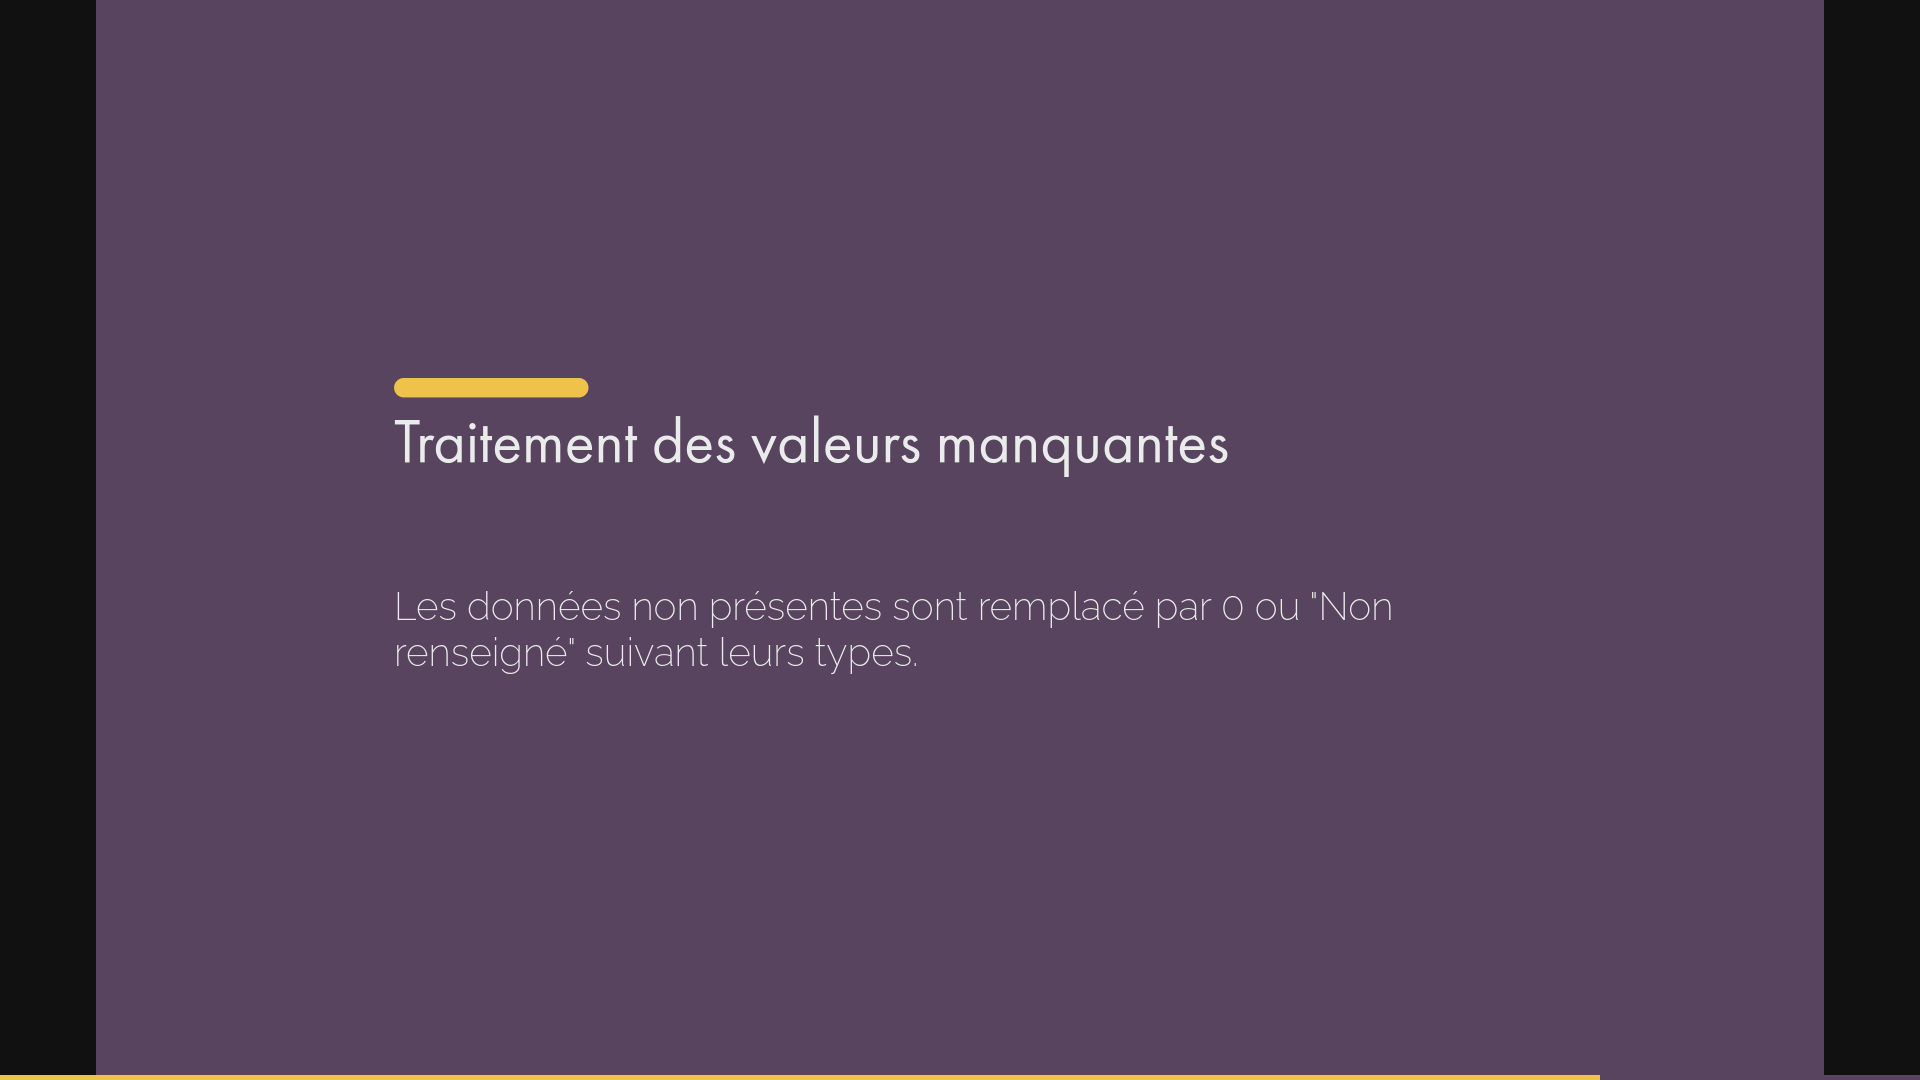 Traitement des valeurs manquantes
Les données non présentes sont remplacé par 0 ou "Non
renseigné" suivant leurs types.